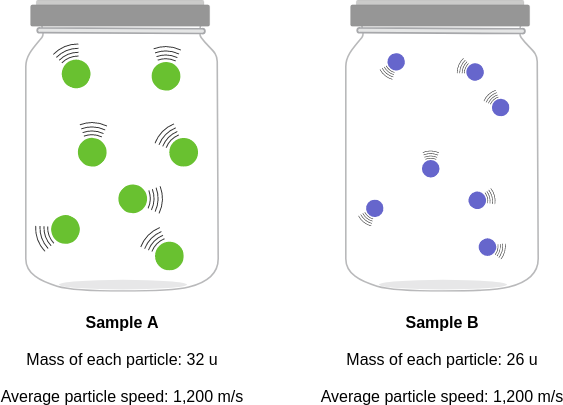 Sample A
Mass of each particle: 32 u
Average particle speed: 1,200 m/s
Sample B
Mass of each particle: 26 u
Average particle speed: 1,200 m/s